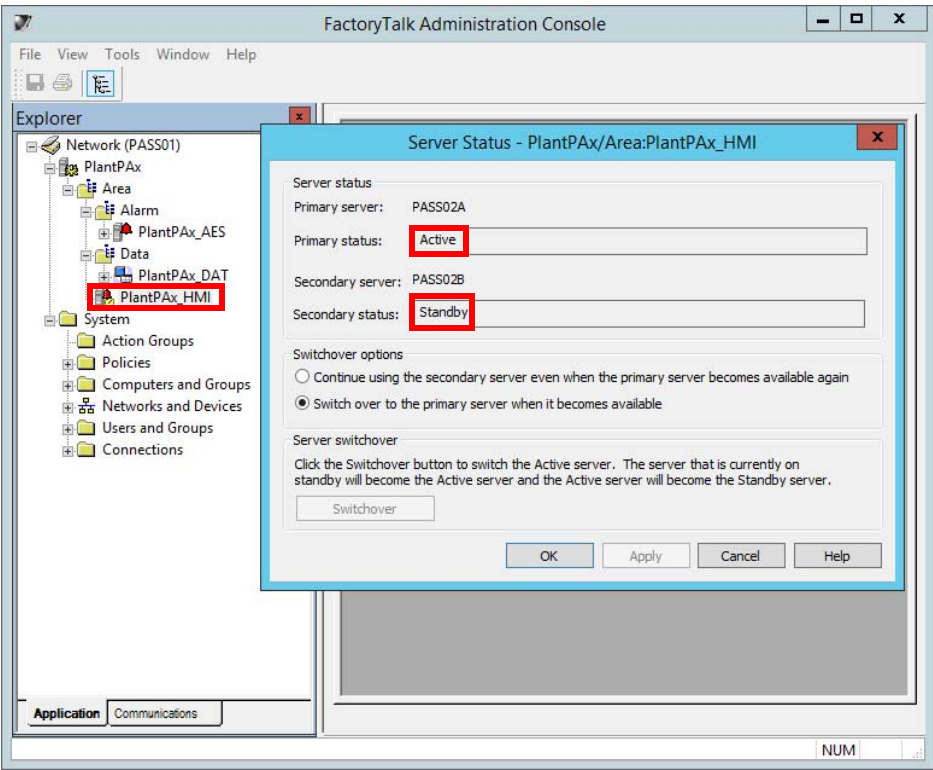 FactoryTalk Administration Console
File View Tools Window Help
Explorer
Network (PASS01)
PlantPAx
Area
Alarm
PlantPAx_AES
Data
PlantPAx_DAT
PlantPAx_HMI
System
Action Groups
Policies
Computers and Groups
Networks and Devices
Users and Groups
Connections
Application Communications
Server Status - PlantPAx/Area:PlantPAx_HMI
Server status
Primary server: PASS02A
Primary status: Active
Secondary server: PASS02B
Secondary status: Standby
Switchover options
Continue using the secondary server even when the primary server becomes available again
Switch over to the primary server when it becomes available
Server switchover
Click the Switchover button to switch the Active server. The server that is currently on
standby will become the Active server and the Active server will become the Standby server.
Switchover
OK Apply Cancel Help
NUM